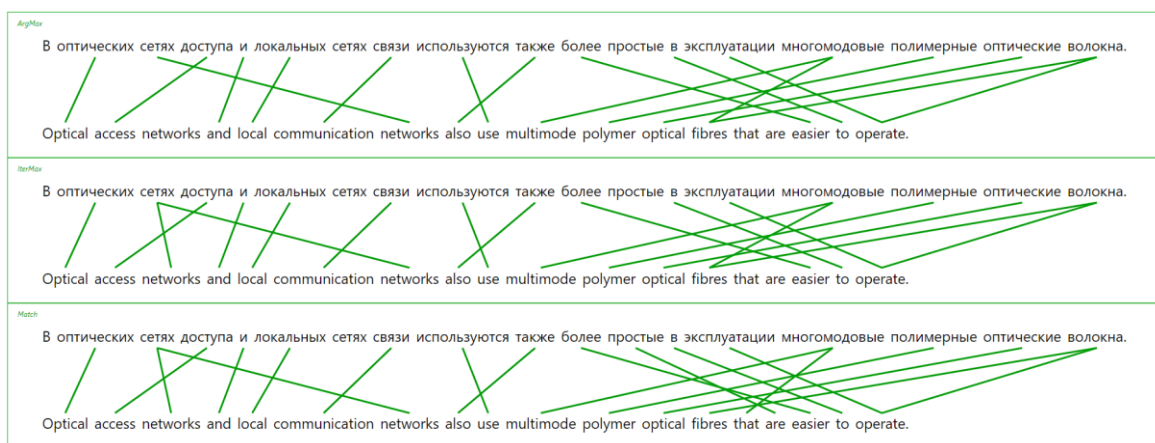 ArgMax
В оптических сетях доступа и локальных сетях связи используются также более простые в эксплуатации многомодовые полимерные оптические волокна.
Optical access networks and local communication networks also use multimode polymer optical fibres that are easier to operate.
IterMax
В оптических сетях доступа и локальных сетях связи используются также более простые в эксплуатации многомодовые полимерные оптические волокна.
Optical access networks and local communication networks also use multimode polymer optical fibres that are easier to operate.
Match
В оптических сетях доступа и локальных сетях связи используются также более простые в эксплуатации многомодовые полимерные оптические волокна.
Optical access networks and local communication networks also use multimode polymer optical fibres that are easier to operate.